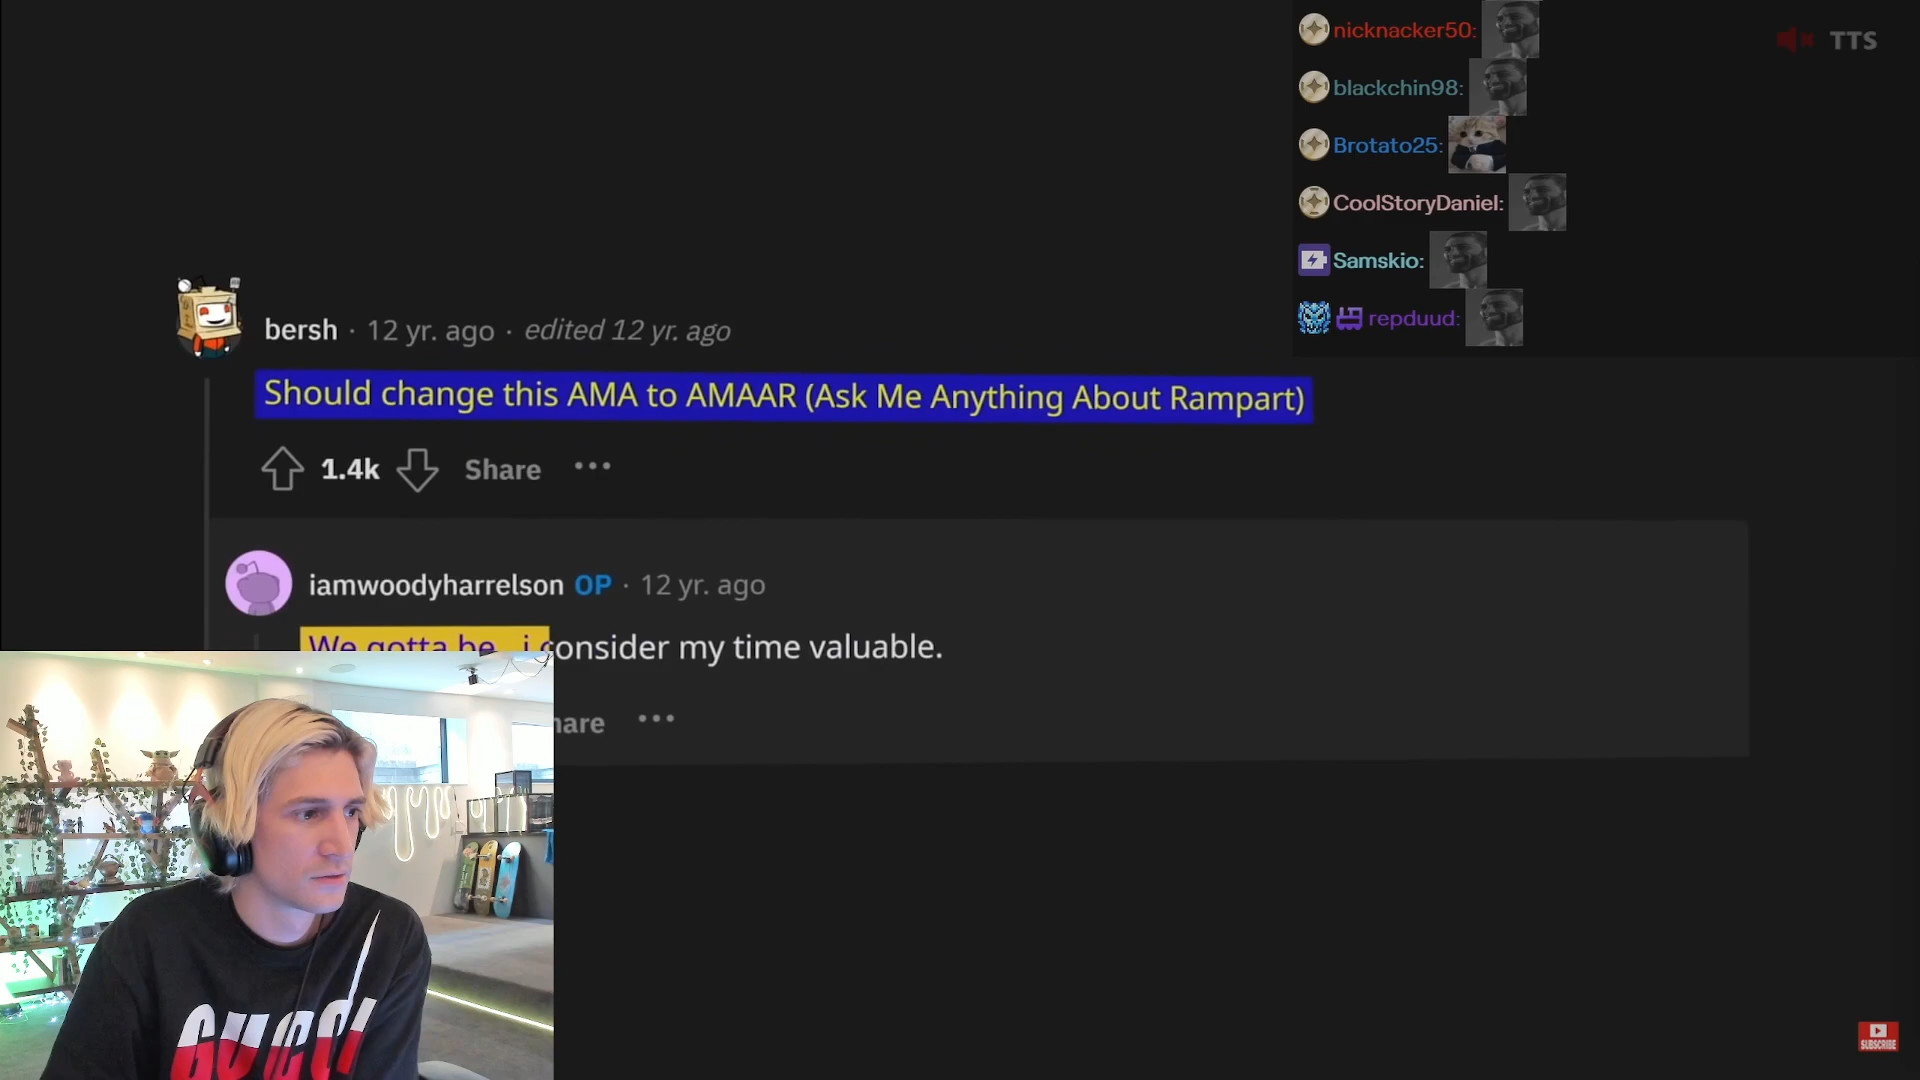 nicknacker50:
blackchin98:
Brotato25:
CoolStoryDaniel:
Samskio:
repduud:
TTS
bersh · 12 yr. ago · edited 12 yr. ago
Should change this AMA to AMAAR (Ask Me Anything About Rampart)
1.4k Share ...
iamwoodyharrelson OP · 12 yr. ago
We gotta be i consider my time valuable.
hare ...
GUCCI
SUBSCRIBE